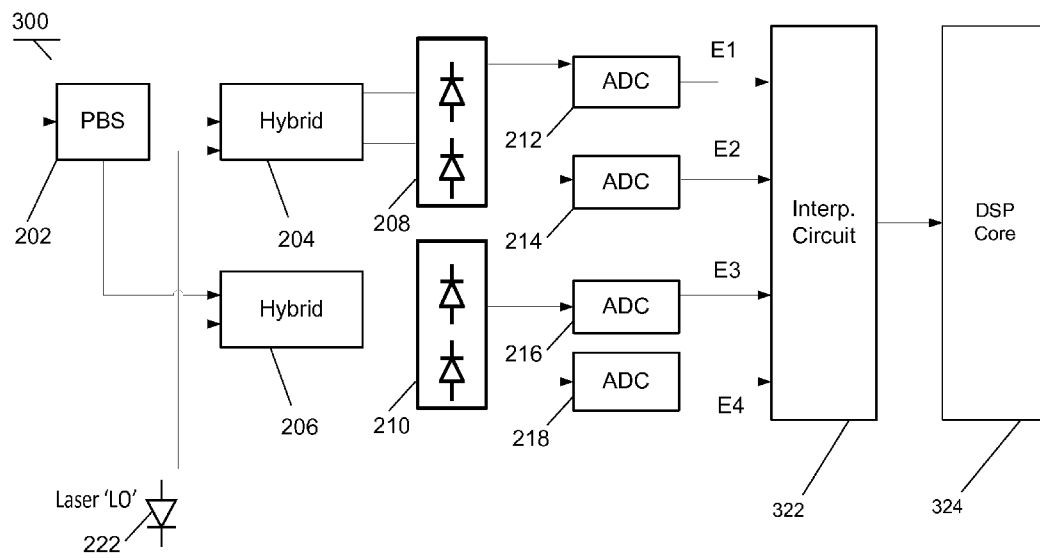 300
PBS
202
Hybrid
204
208
ADC
212
E1
ADC
214
E2
Interp.
Circuit
DSP
Core
Hybrid
206
210
ADC
216
E3
ADC
218
E4
322
324
Laser 'LO'
222